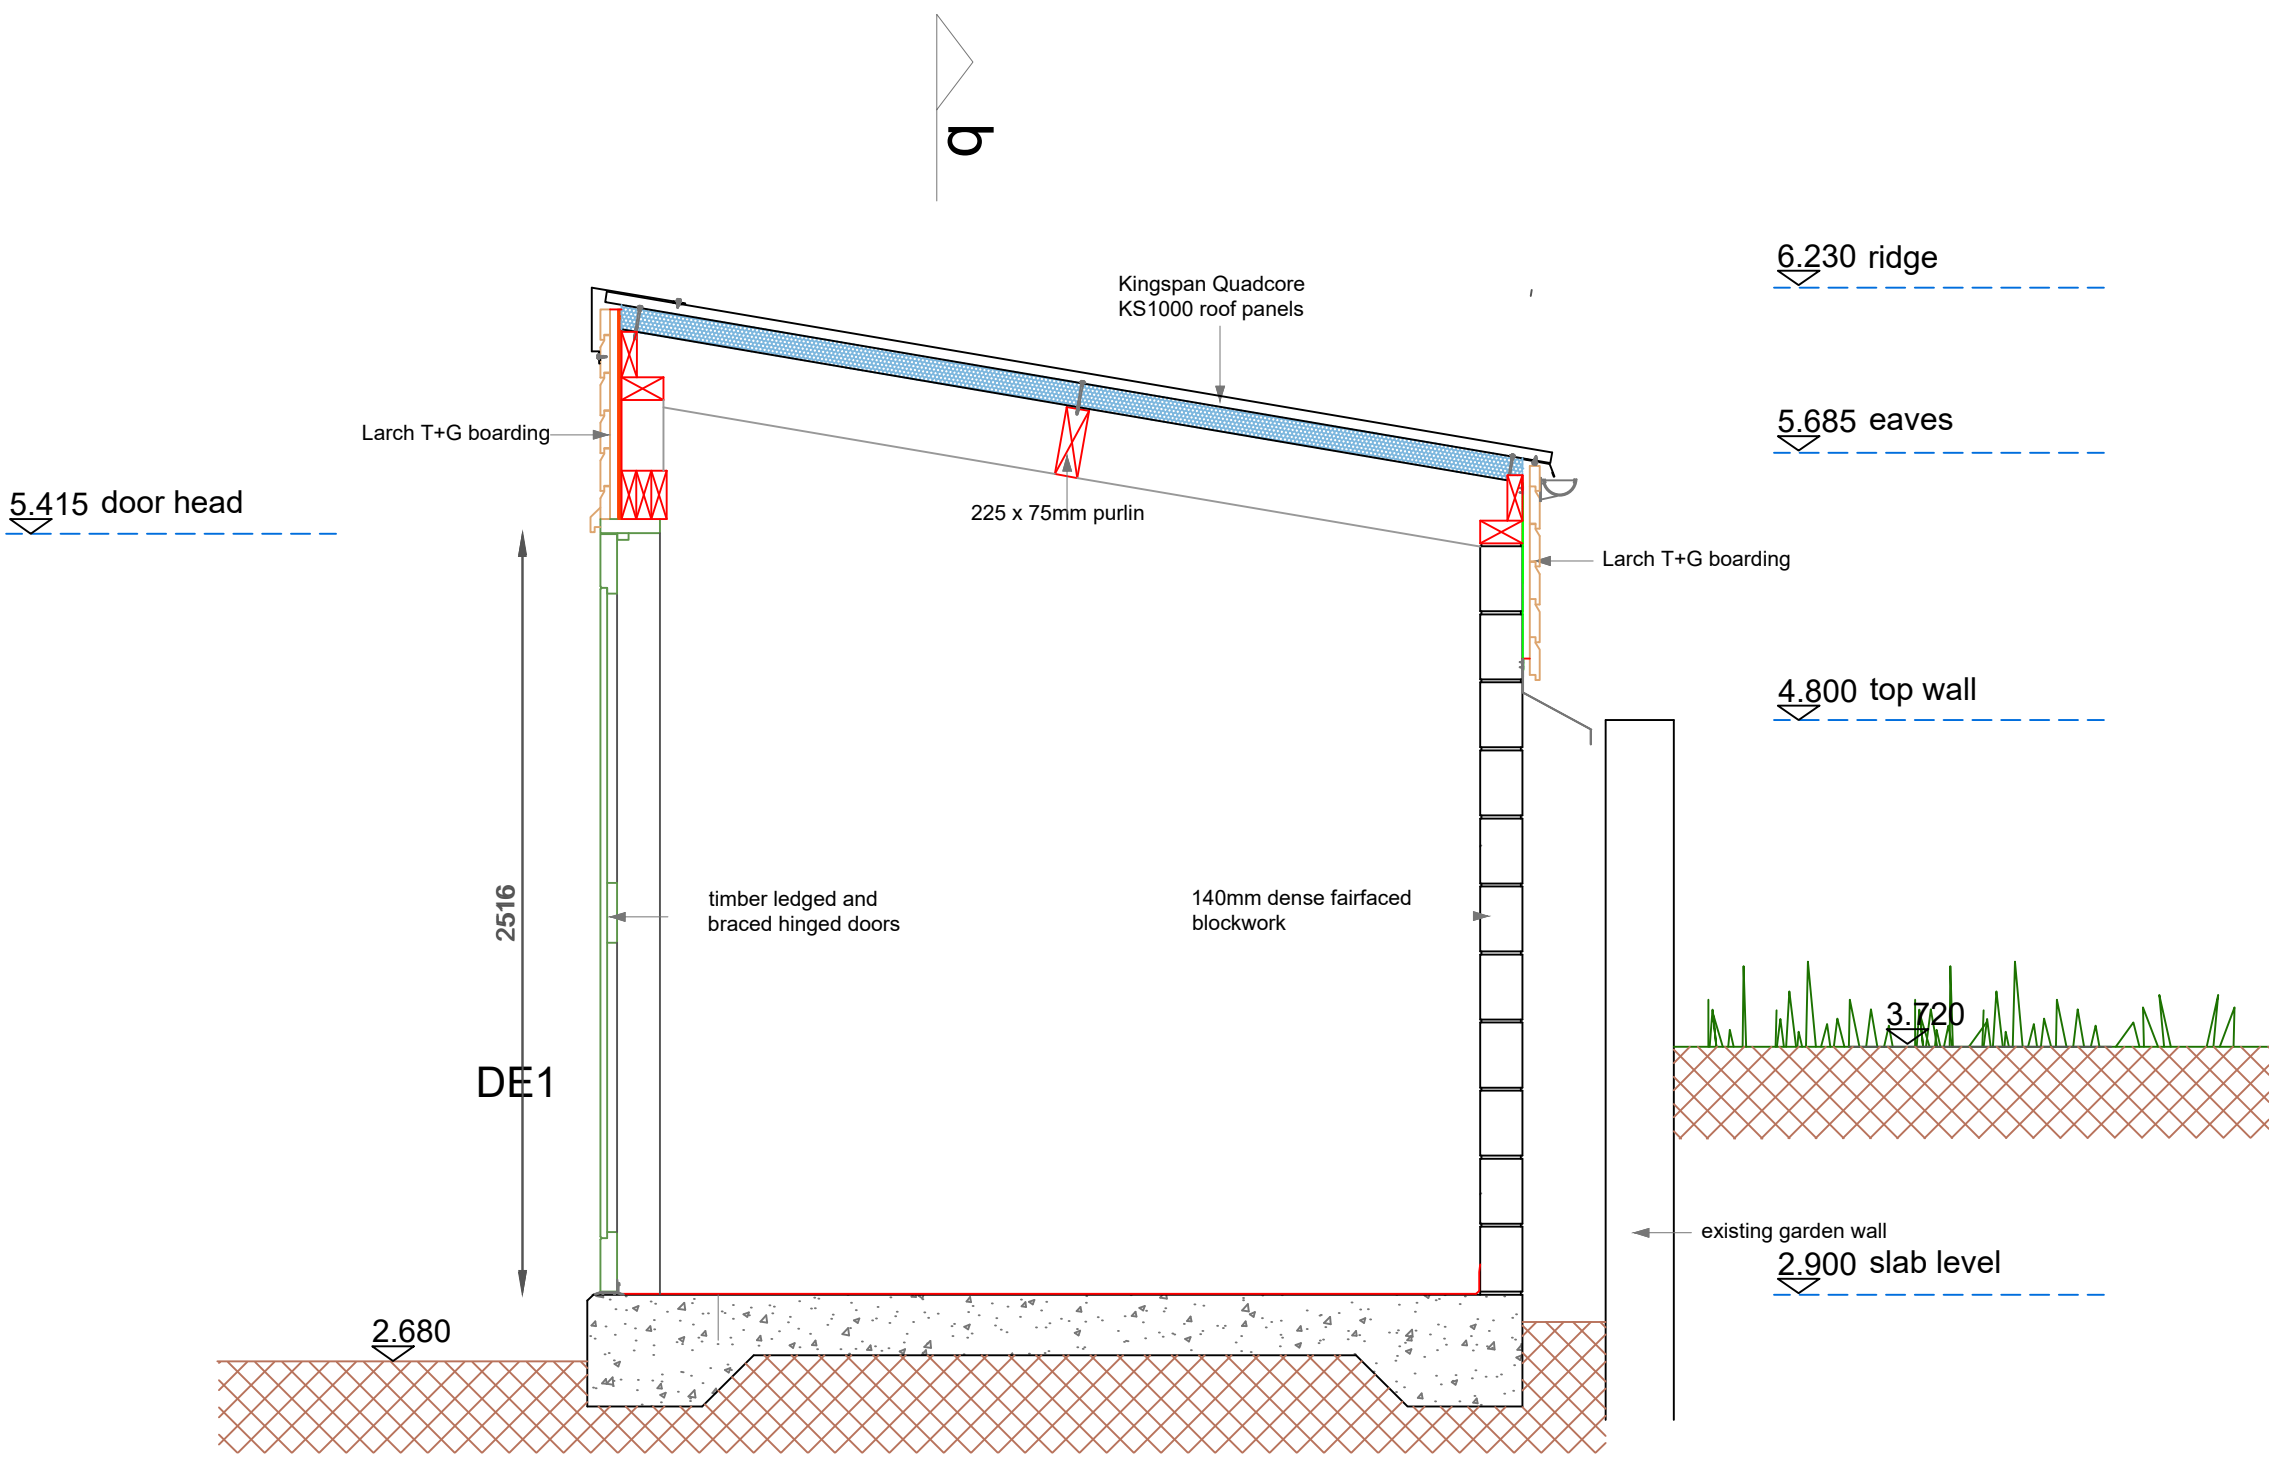 b
6.230 ridge
Kingspan Quadcore
KS1000 roof panels
5.685 eaves
Larch T+G boarding
5.415 door head
225 x 75mm purlin
Larch T+G boarding
4.800 top wall
2516
timber ledged and
braced hinged doors
140mm dense fairfaced
blockwork
3.720
DE1
existing garden wall
2.900 slab level
2.680